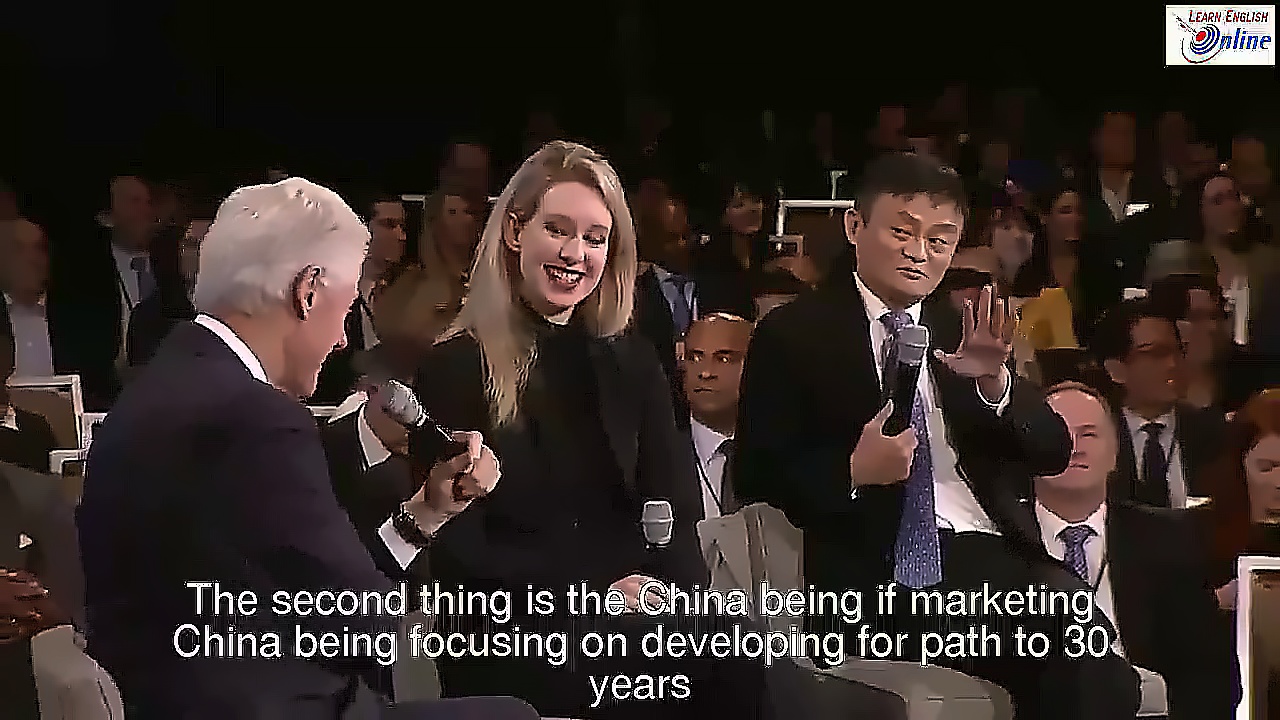 LEARN ENGLISH
Online
The second thing is the China being if marketing
China being focusing on developing for path to 30
years